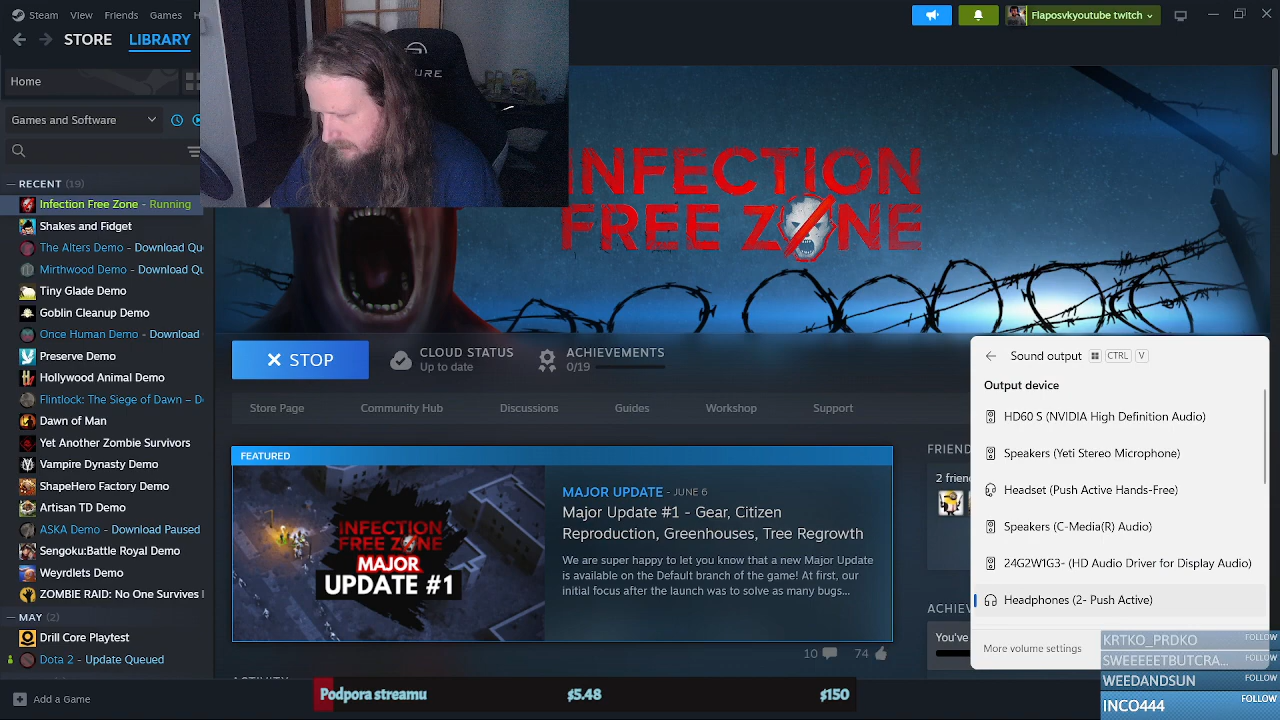 Steam View Friends Games H
Flaposvkyoutube twitch
STORE LIBRARY
Home
Games and Software
RECENT (19)
Infection Free Zone - Running
Shakes and Fidget
The Alters Demo - Download Qu
Mirthwood Demo - Download Qu
Tiny Glade Demo
Goblin Cleanup Demo
Once Human Demo - Download
Preserve Demo
Hollywood Animal Demo
Flintlock: The Siege of Dawn - D
Dawn of Man
Yet Another Zombie Survivors
Vampire Dynasty Demo
ShapeHero Factory Demo
Artisan TD Demo
ASKA Demo - Download Paused
Senpai Battle Royal Demo
Weyrdlets Demo
ZOMBIE RAID: No One Survives
MAY (2)
Drill Core Playtest
Dota 2 - Update Queued
Add a Game
URE
INFECTION
FREE ZONE
STOP
CLOUD STATUS
Up to date
ACHIEVEMENTS
0/19
Store Page Community Hub Discussions Guides Workshop Support
FEATURED
INFECTION
FREE ZONE
MAJOR
UPDATE #1
MAJOR UPDATE - JUNE 6
Major Update #1 - Gear, Citizen
Reproduction, Greenhouses, Tree Regrowth
We are super happy to let you know that a new Major Update
is available on the Default branch of the game! At first, our
initial focus after the launch was to solve as many bugs...
10 74
FRIEND
2 friend
ACHIEV
You've
Sound output CTRL V
Output device
HD60 S (NVIDIA High Definition Audio)
Speakers (Yeti Stereo Microphone)
Headset (Push Active Hands-Free)
Speakers (C-Media(R) Audio)
24G2W1G3- (HD Audio Driver for Display Audio)
Headphones (2- Push Active)
More volume settings
KRTKO_PRDKO FOLLOW
SWEEEEETBUTCRA... FOLLOW
WEEDANDSUN FOLLOW
INCO444 FOLLOW
Podpora streamu $5.48 $150